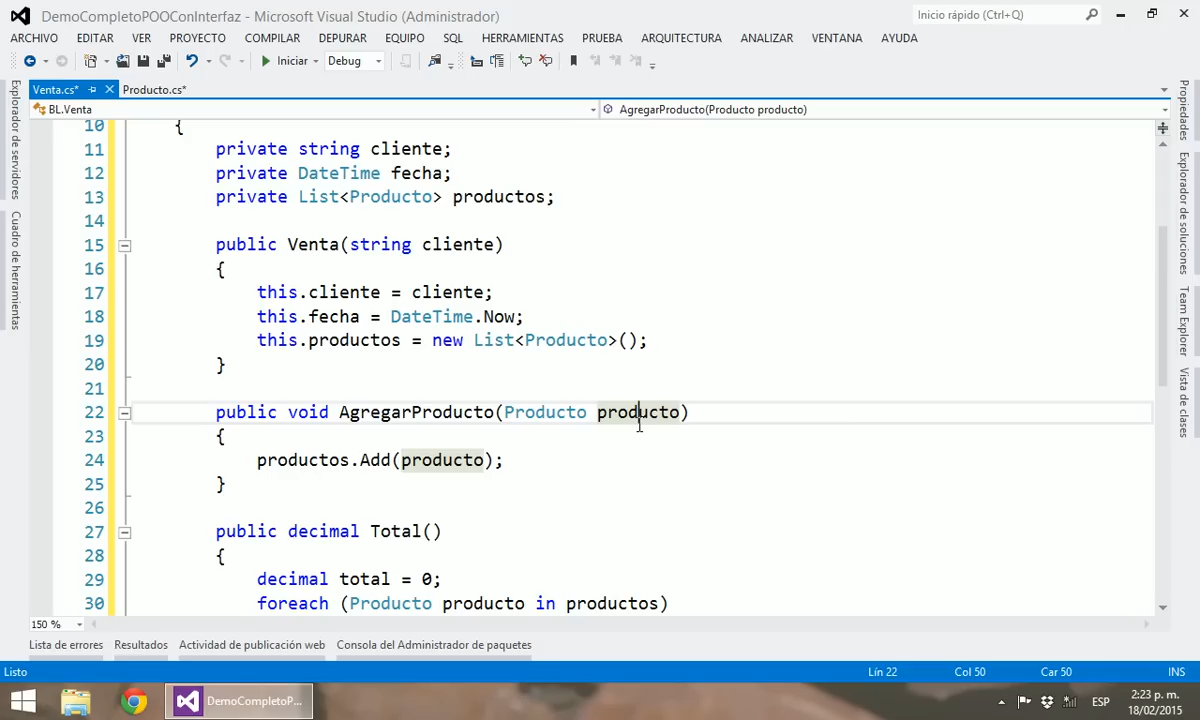 DemoCompletoPOOConInterfaz - Microsoft Visual Studio (Administrador)
Inicio rápido (Ctrl+Q)
ARCHIVO EDITAR VER PROYECTO COMPILAR DEPURAR EQUIPO SQL HERRAMIENTAS PRUEBA ARQUITECTURA ANALIZAR VENTANA AYUDA
Iniciar Debug
Venta.cs* Producto.cs*
BL.Venta AgregarProducto(Producto producto)
Explorador de servidores
Cuadro de herramientas
10 {
11 private string cliente;
12 private DateTime fecha;
13 private List<Producto> productos;
14
15 public Venta(string cliente)
16 {
17 this.cliente = cliente;
18 this.fecha = DateTime.Now;
19 this.productos = new List<Producto>();
20 }
21
22 public void AgregarProducto(Producto producto)
23 {
24 productos.Add(producto);
25 }
26
27 public decimal Total()
28 {
29 decimal total = 0;
30 foreach (Producto producto in productos)
Propiedades
Explorador de soluciones
Team Explorer
Vista de clases
150 %
Lista de errores Resultados Actividad de publicación web Consola del Administrador de paquetes
Listo Lín 22 Col 50 Car 50 INS
DemoCompletoP... ESP 2:23 p. m.
18/02/2015